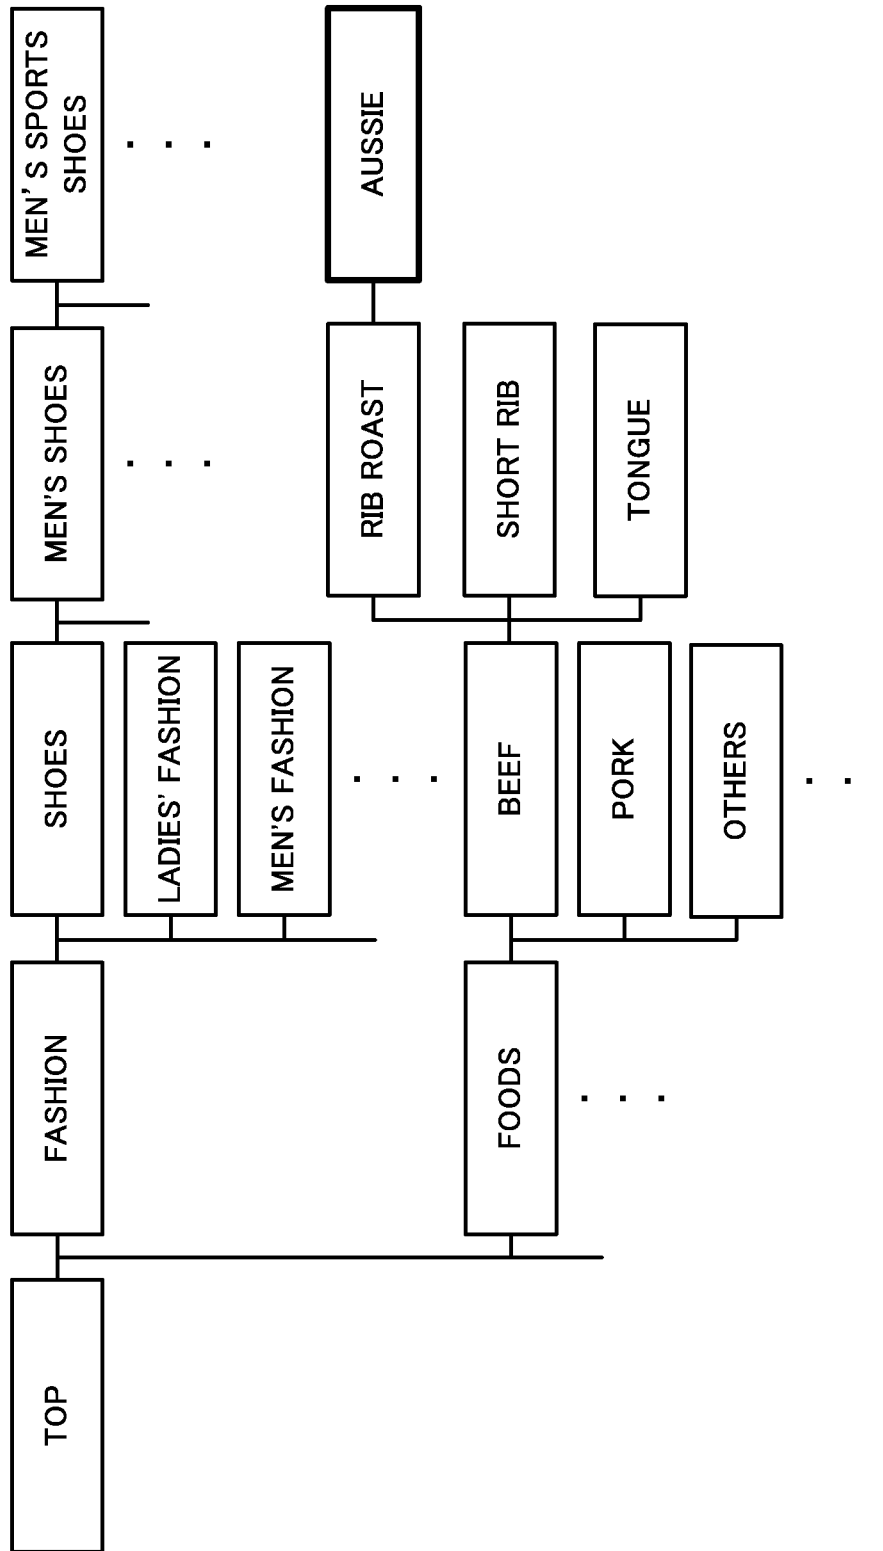 TOP
FASHION
SHOES
MEN'S SHOES
MEN'S SPORTS
SHOES
. . .
. . .
LADIES' FASHION
MEN'S FASHION
. . .
FOODS
BEEF
RIB ROAST
AUSSIE
SHORT RIB
TONGUE
PORK
OTHERS
. . .
. .